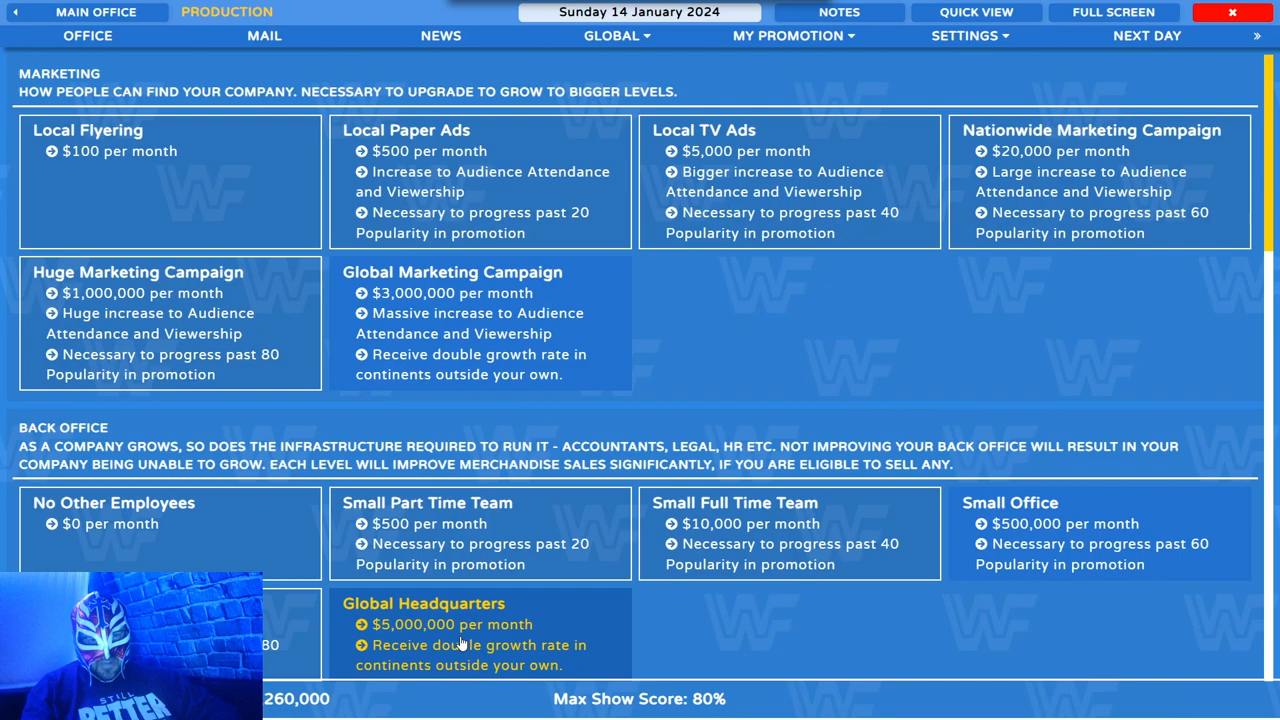 MAIN OFFICE
PRODUCTION
Sunday 14 January 2024
NOTES
QUICK VIEW
FULL SCREEN
OFFICE
MAIL
NEWS
GLOBAL
MY PROMOTION
SETTINGS
NEXT DAY
MARKETING
HOW PEOPLE CAN FIND YOUR COMPANY. NECESSARY TO UPGRADE TO GROW TO BIGGER LEVELS.
Local Flyering
$100 per month
Local Paper Ads
$500 per month
Increase to Audience Attendance
and Viewership
Necessary to progress past 20
Popularity in promotion
Local TV Ads
$5,000 per month
Bigger increase to Audience
Attendance and Viewership
Necessary to progress past 40
Popularity in promotion
Nationwide Marketing Campaign
$20,000 per month
Large increase to Audience
Attendance and Viewership
Necessary to progress past 60
Popularity in promotion
Huge Marketing Campaign
$1,000,000 per month
Huge increase to Audience
Attendance and Viewership
Necessary to progress past 80
Popularity in promotion
Global Marketing Campaign
$3,000,000 per month
Massive increase to Audience
Attendance and Viewership
Receive double growth rate in
continents outside your own.
BACK OFFICE
AS A COMPANY GROWS, SO DOES THE INFRASTRUCTURE REQUIRED TO RUN IT - ACCOUNTANTS, LEGAL, HR ETC. NOT IMPROVING YOUR BACK OFFICE WILL RESULT IN YOUR
COMPANY BEING UNABLE TO GROW. EACH LEVEL WILL IMPROVE MERCHANDISE SALES SIGNIFICANTLY, IF YOU ARE ELIGIBLE TO SELL ANY.
No Other Employees
$0 per month
Small Part Time Team
$500 per month
Necessary to progress past 20
Popularity in promotion
Small Full Time Team
$10,000 per month
Necessary to progress past 40
Popularity in promotion
Small Office
$500,000 per month
Necessary to progress past 60
Popularity in promotion
80
Global Headquarters
$5,000,000 per month
Receive double growth rate in
continents outside your own.
260,000
Max Show Score: 80%
STILL
BETTER